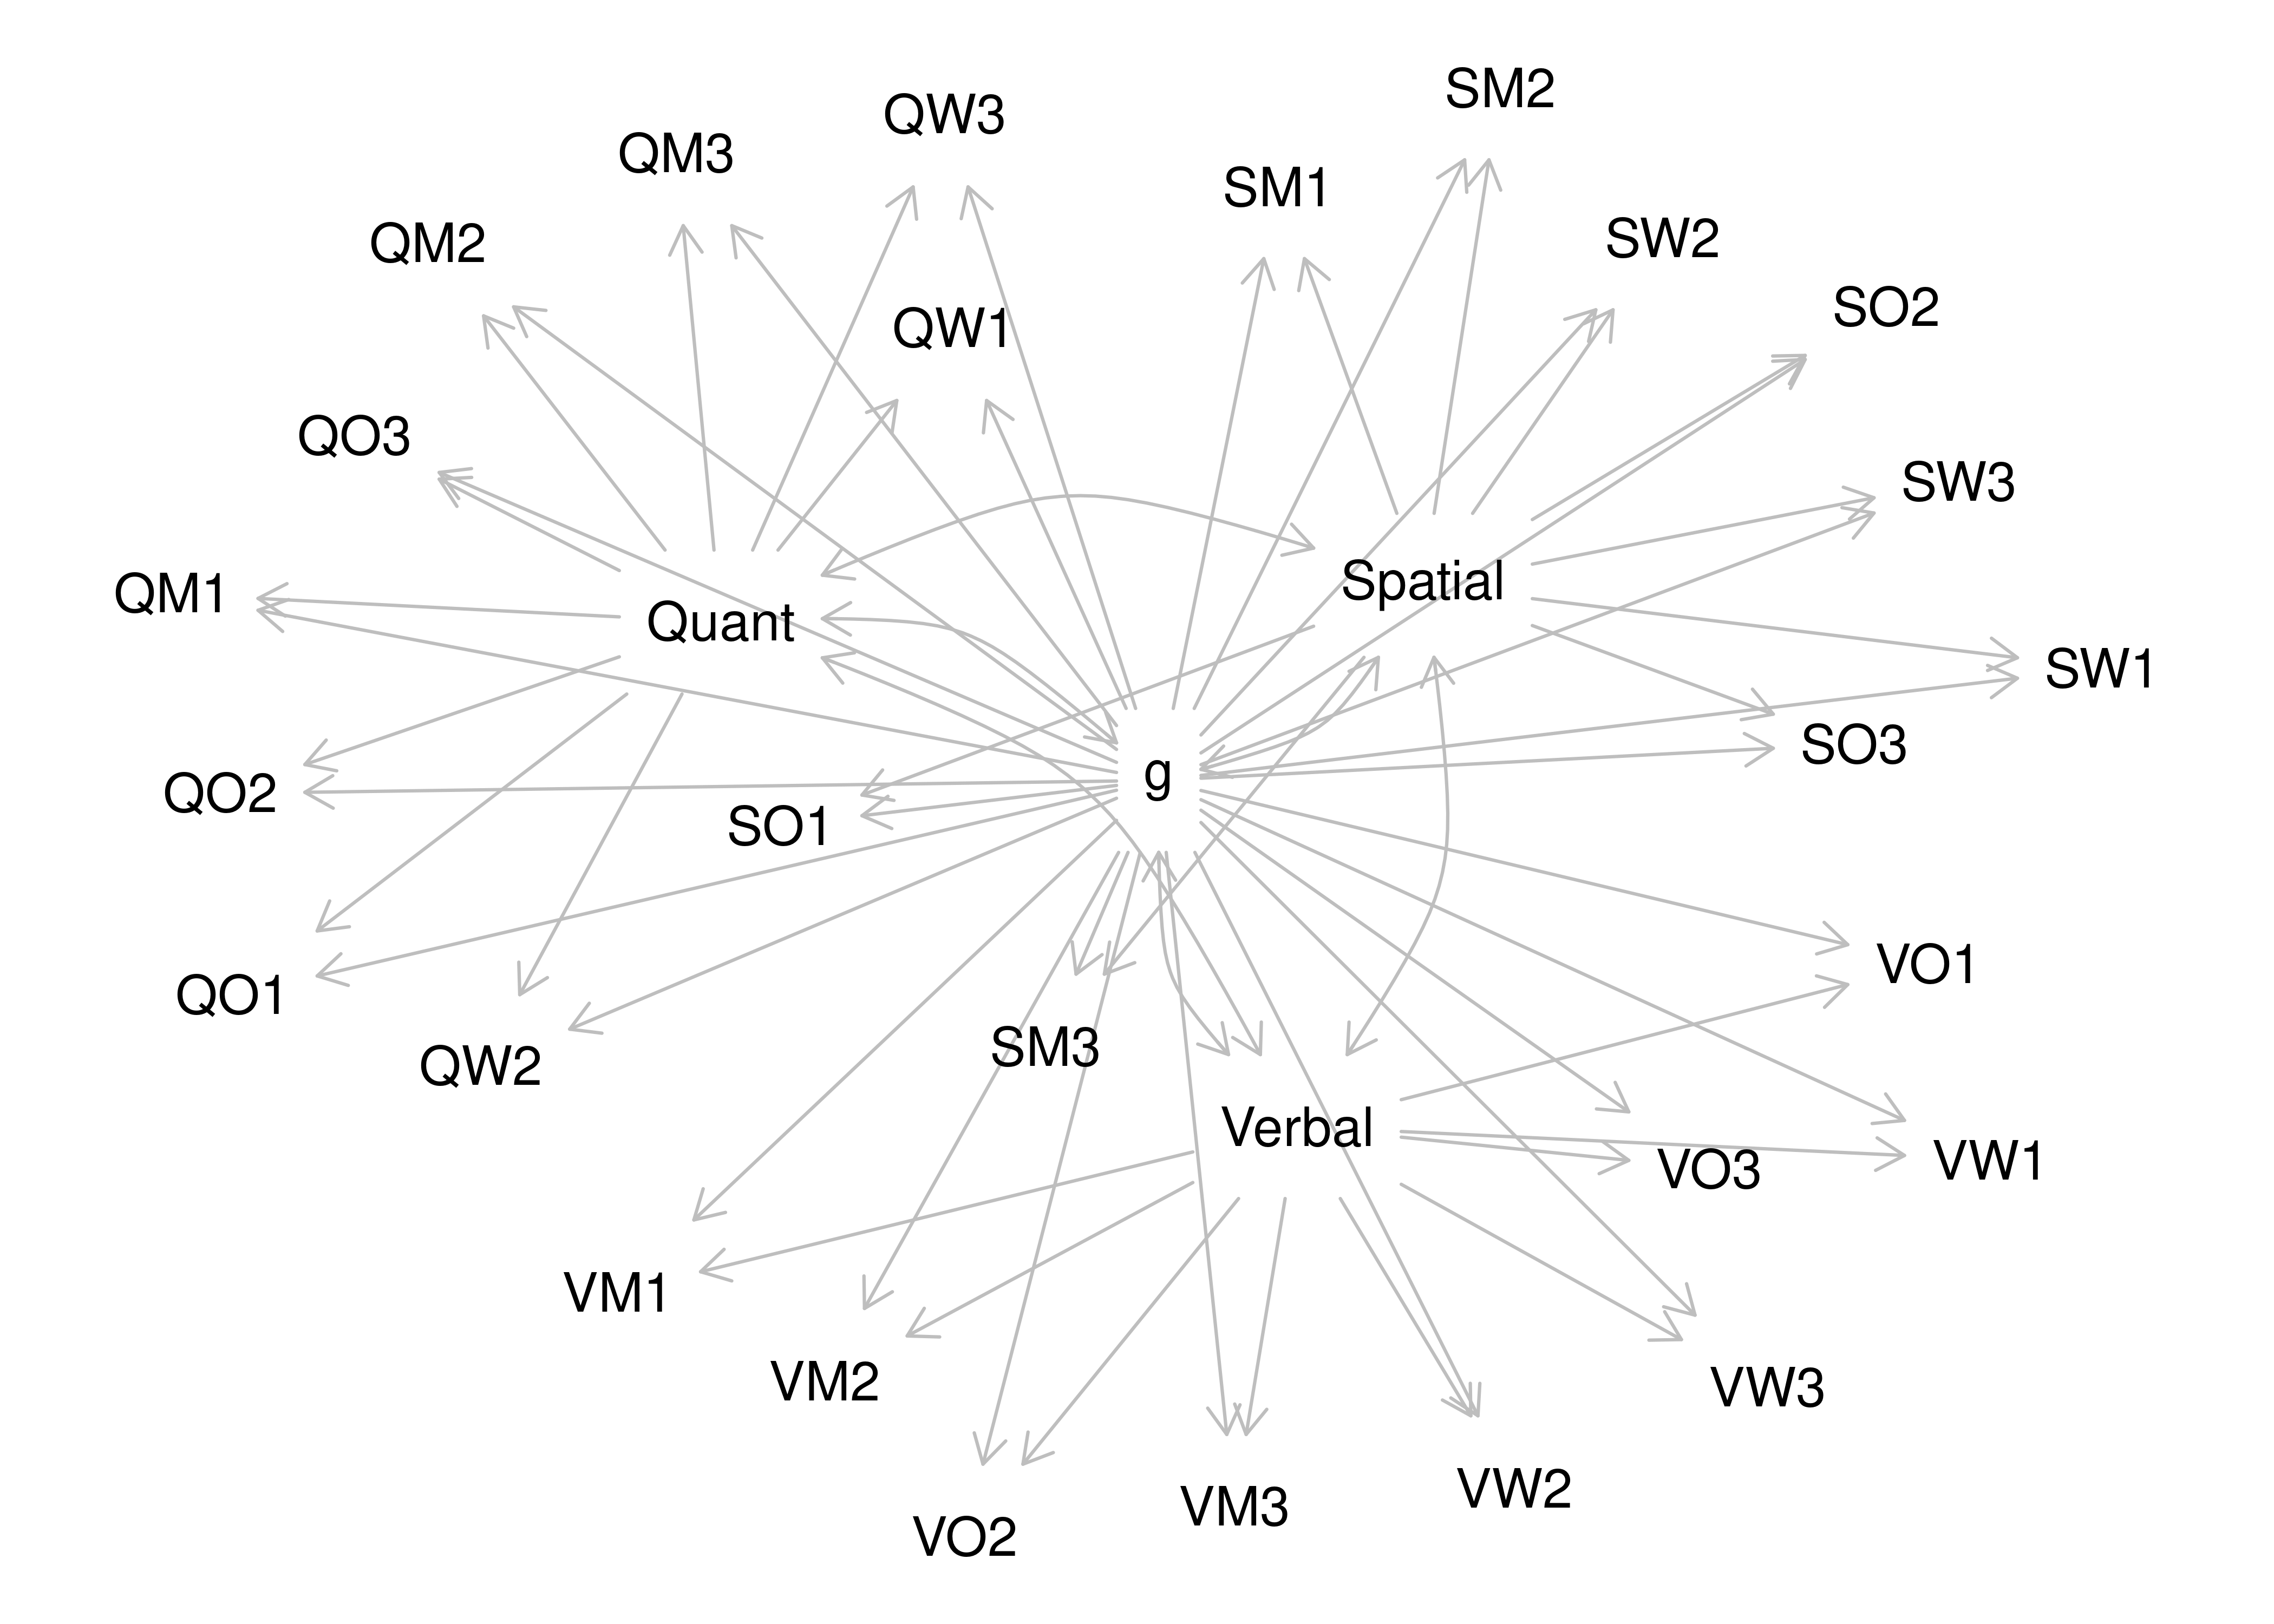 SM2
QW3
QM3
SM1
SW2
QM2
SO2
QW1
QO3
SW3
Spatial
QM1
Quant
SW1
SO3
g
QO2
SO1
VO1
QO1
SM3
QW2
Verbal
VW1
VO3
VM1
VM2
VW3
VW2
VM3
VO2